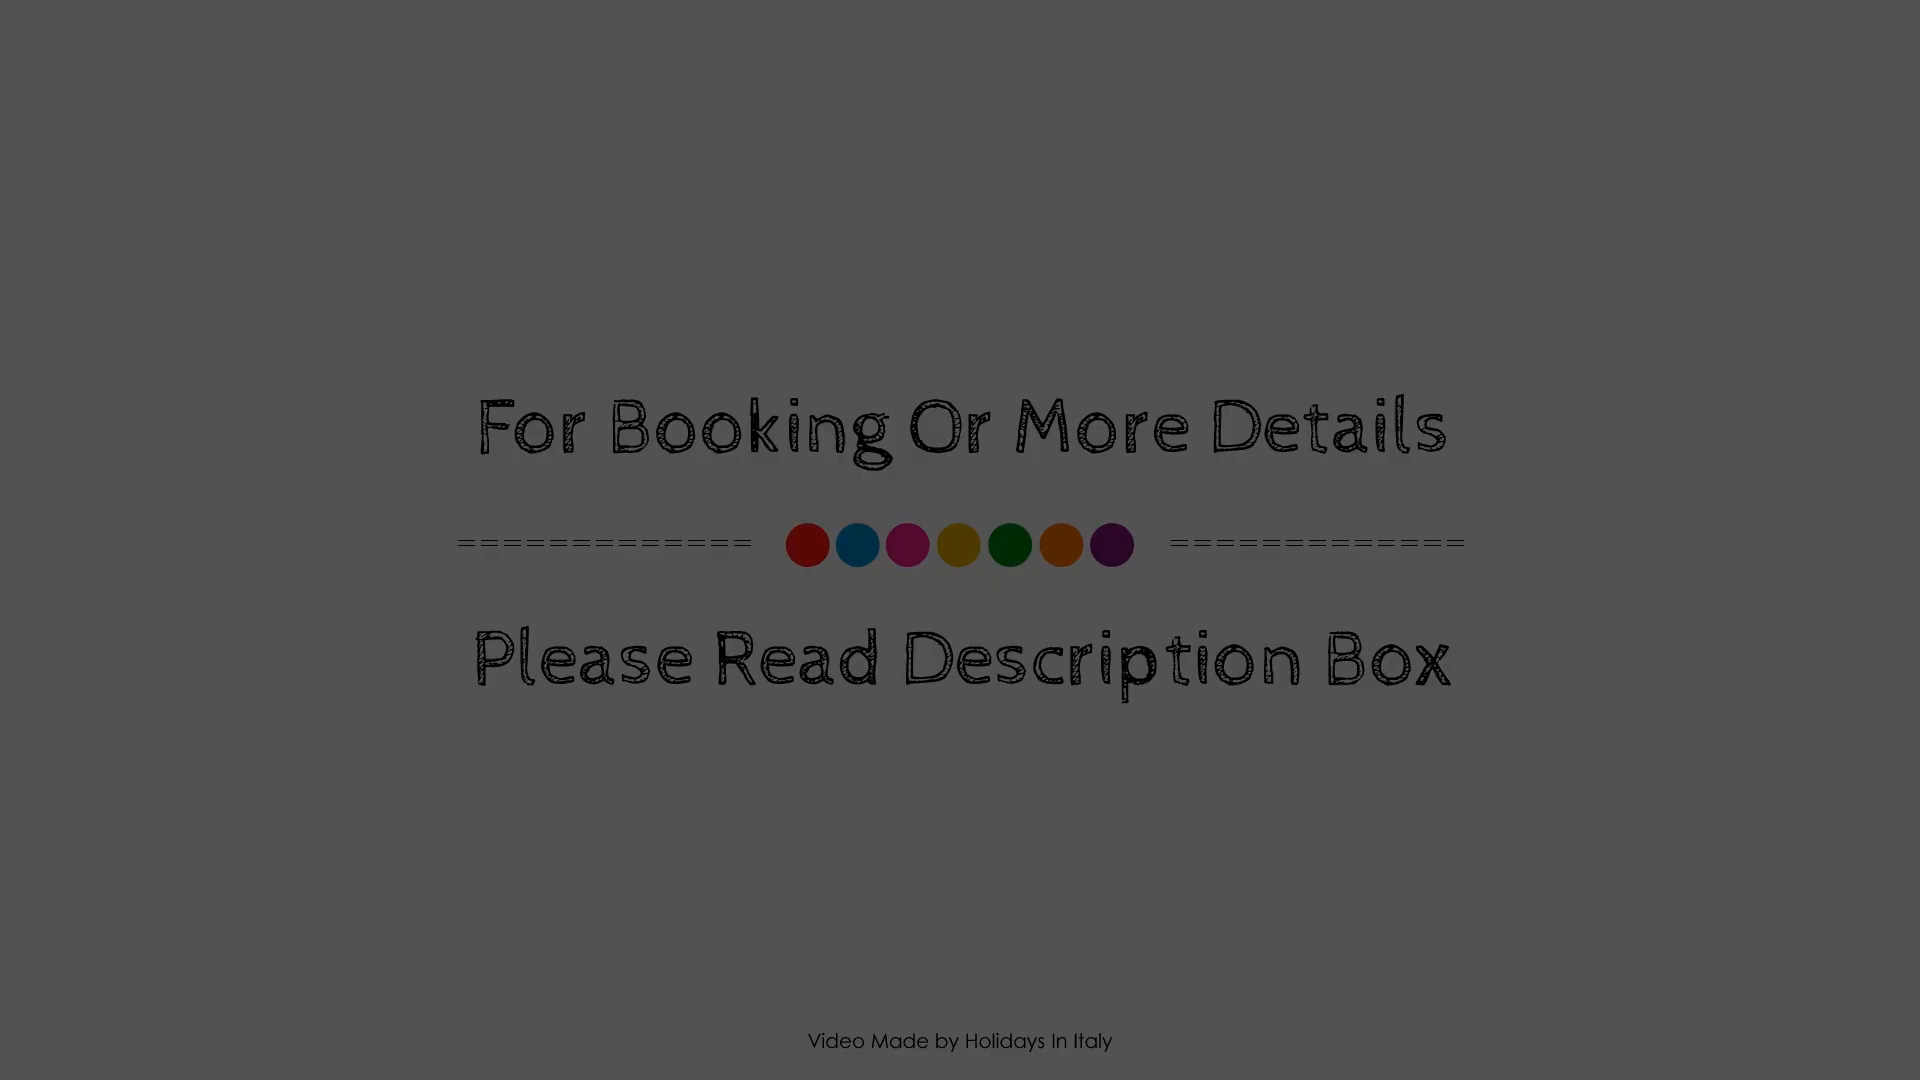 For Booking Or More Details
============= =============
Please Read Description Box
Video Made by Holidays In Italy